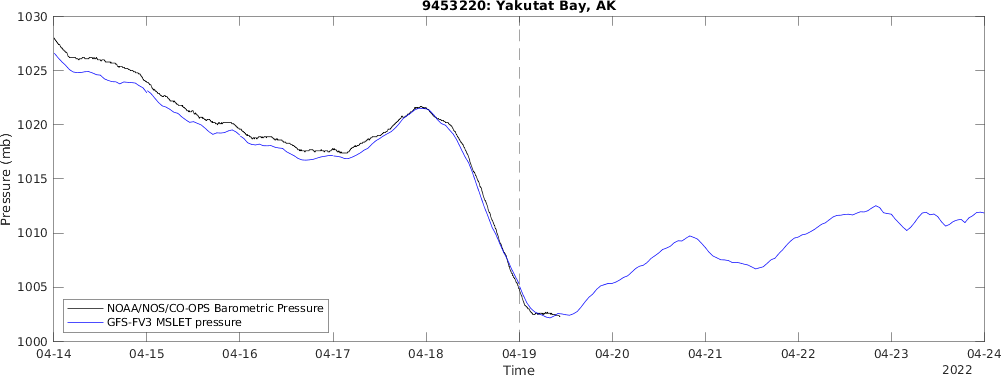 9453220: Yakutat Bay, AK
Pressure (mb)
1030
1025
1020
1015
1010
1005
1000
NOAA/NOS/CO-OPS Barometric Pressure
GFS-FV3 MSLET pressure
04-14 04-15 04-16 04-17 04-18 04-19 04-20 04-21 04-22 04-23 04-24
Time
2022